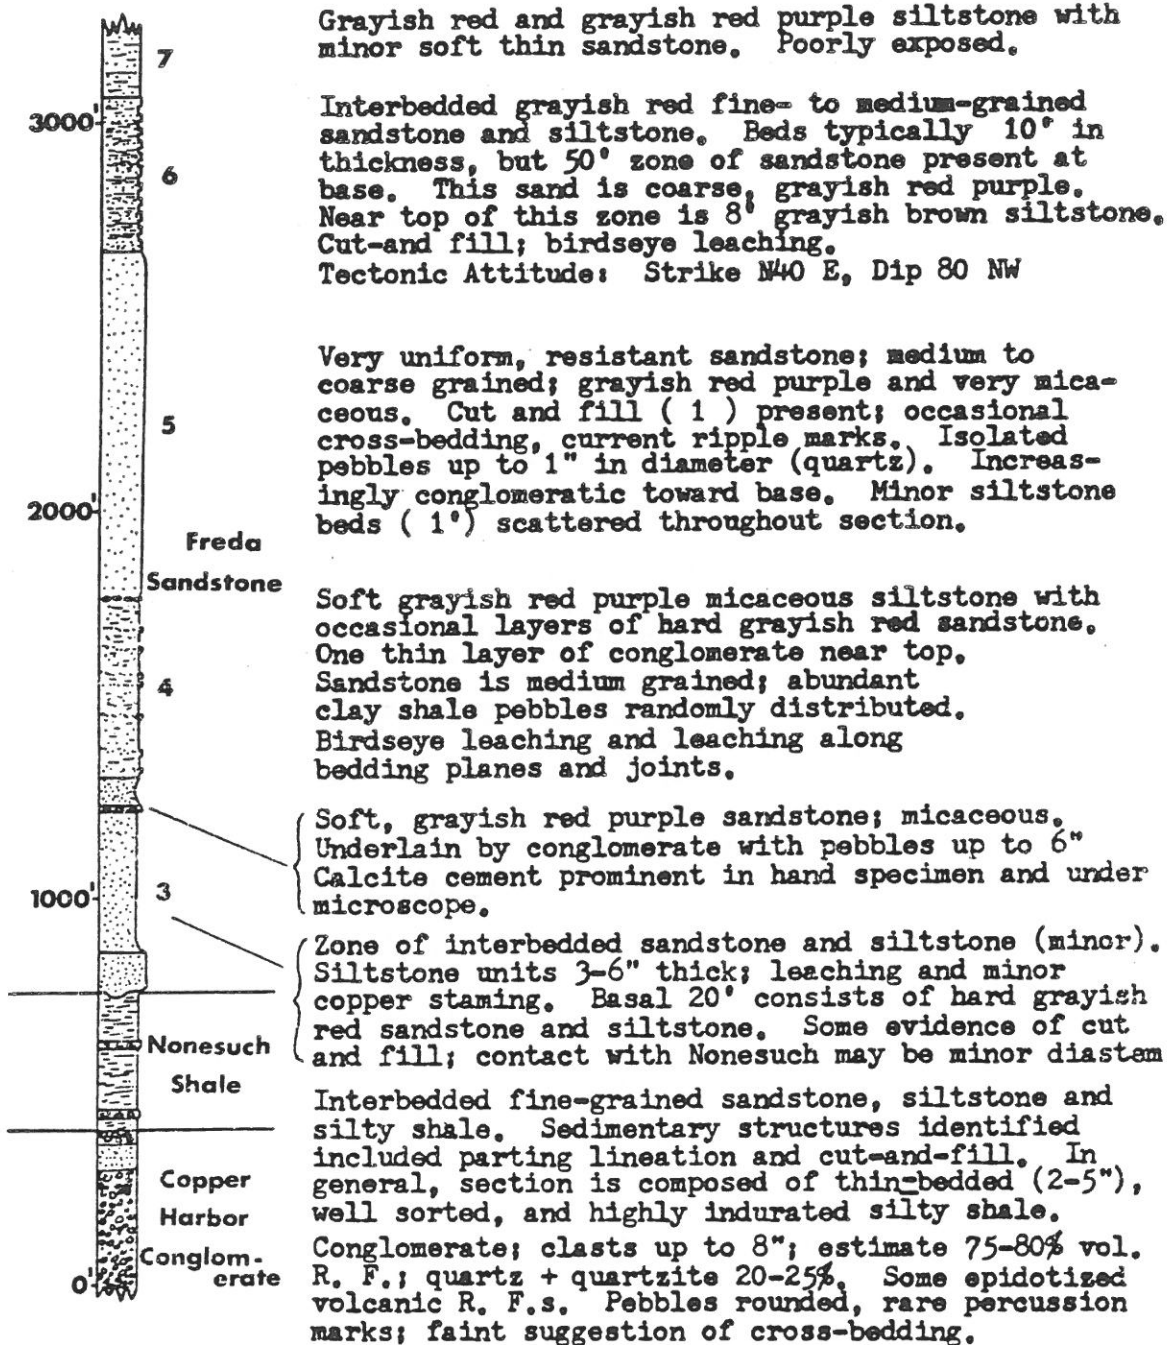 Grayish red and grayish red purple siltstone with
minor soft thin sandstone. Poorly exposed.
7
3000'
Interbedded grayish red fine- to medium-grained
sandstone and siltstone. Beds typically 10' in
thickness, but 50' zone of sandstone present at
base. This sand is coarse, grayish red purple.
Near top of this zone is 8' grayish brown siltstone.
Cut-and fill; birdseye leaching.
Tectonic Attitude: Strike N40 E, Dip 80 NW
6
Very uniform, resistant sandstone; medium to
coarse grained; grayish red purple and very mica-
ceous. Cut and fill ( 1 ) present; occasional
cross-bedding, current ripple marks. Isolated
pebbles up to 1" in diameter (quartz). Increas-
ingly conglomeratic toward base. Minor siltstone
beds ( 1') scattered throughout section.
5
2000'
Freda
Sandstone
Soft grayish red purple micaceous siltstone with
occasional layers of hard grayish red sandstone.
One thin layer of conglomerate near top.
Sandstone is medium grained; abundant
clay shale pebbles randomly distributed.
Birdseye leaching and leaching along
bedding planes and joints.
4
Soft, grayish red purple sandstone; micaceous.
Underlain by conglomerate with pebbles up to 6"
Calcite cement prominent in hand specimen and under
microscope.
1000'
3
Zone of interbedded sandstone and siltstone (minor).
Siltstone units 3-6" thick; leaching and minor
copper staming. Basal 20' consists of hard grayish
red sandstone and siltstone. Some evidence of cut
and fill; contact with Nonesuch may be minor diastem
Nonesuch
Shale
Interbedded fine-grained sandstone, siltstone and
silty shale. Sedimentary structures identified
included parting lineation and cut-and-fill. In
general, section is composed of thin-bedded (2-5"),
well sorted, and highly indurated silty shale.
Copper
Harbor
Conglom-
erate
0'
Conglomerate; clasts up to 8"; estimate 75-80% vol.
R. F.; quartz + quartzite 20-25%. Some epidotized
volcanic R. F.s. Pebbles rounded, rare percussion
marks; faint suggestion of cross-bedding.